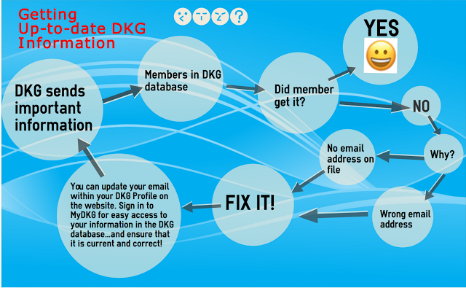 Getting
Up-to-date DKG
Information
YES
DKG sends
important
information
Members in DKG
database
Did member
get it?
NO
Why?
No email
address on
file
Wrong email
address
FIX IT!
You can update your email
within your DKG Profile on
the website. Sign in to
MyDKG for easy access to
your information in the DKG
database...and ensure that
it is current and correct!